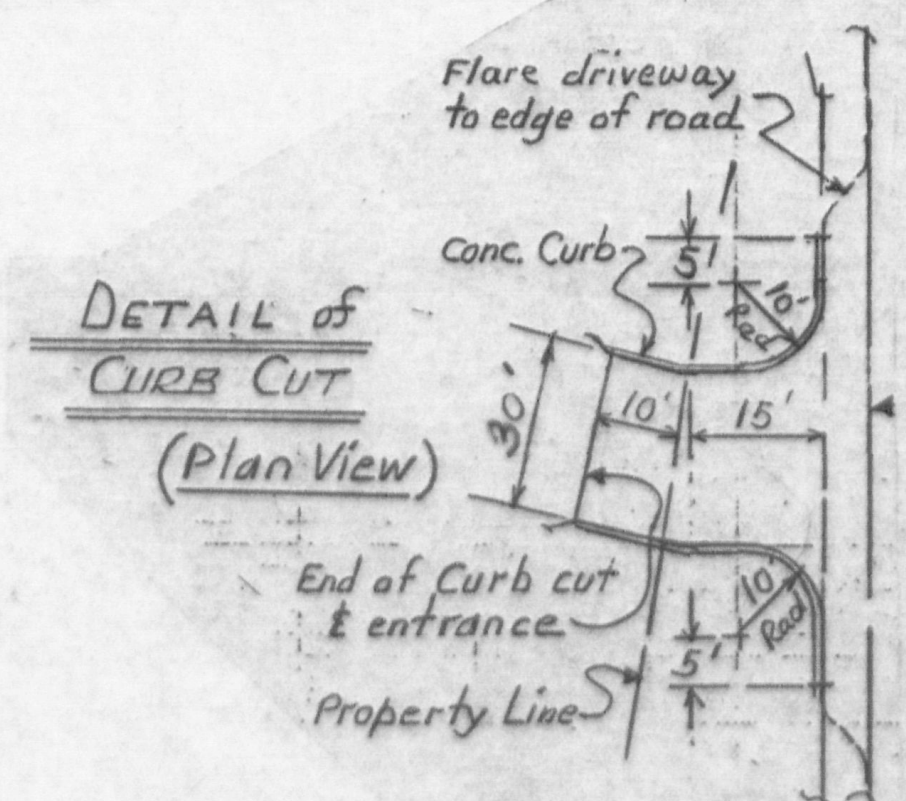 Flare driveway
to edge of road
Conc. Curb
5'
10'
Rad
DETAIL of
CURB CUT
(Plan View)
30'
10'
15'
End of Curb cut
& entrance
10'
Rad
5'
Property Line